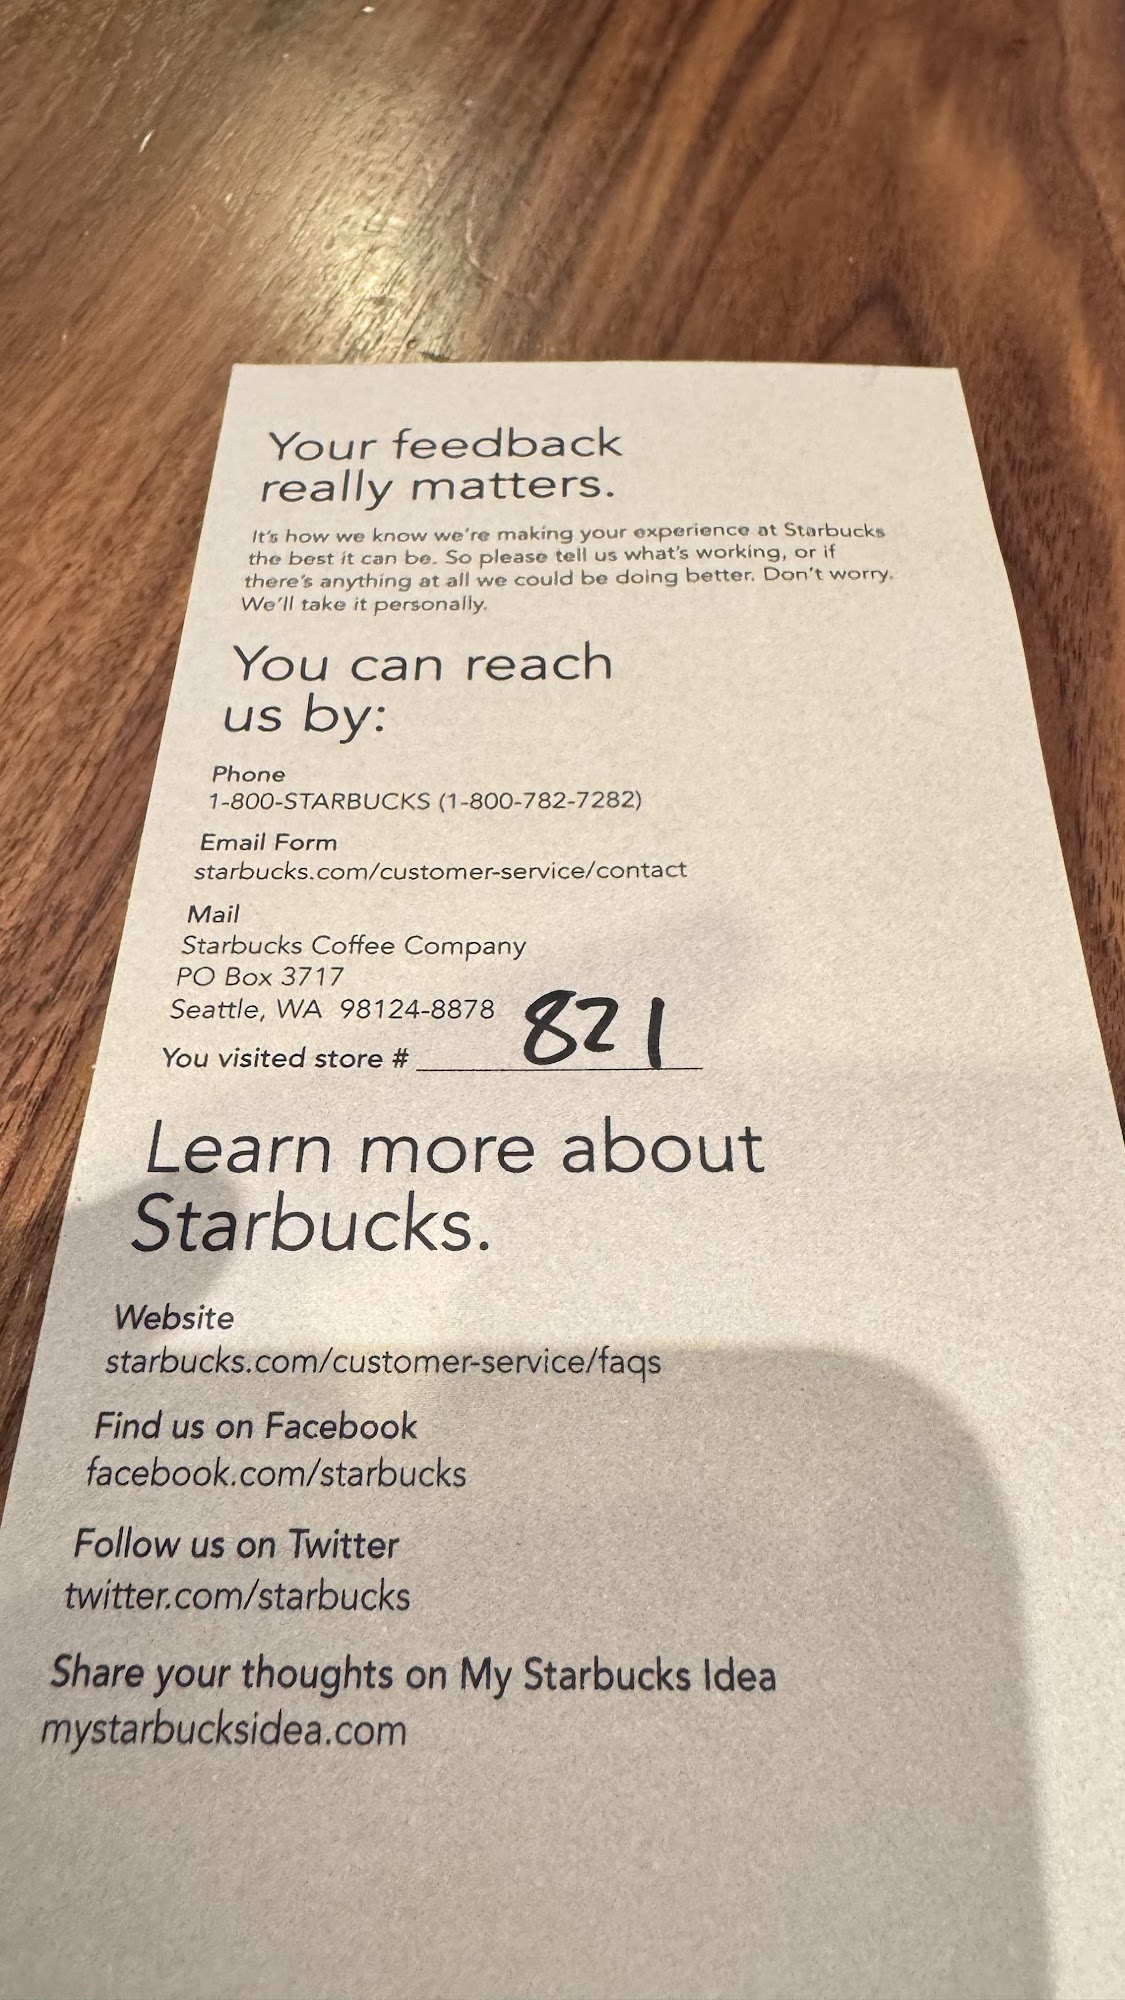 Your feedback
really matters.
It's how we know we're making your experience at Starbucks
the best it can be. So please tell us what's working, or if
there's anything at all we could be doing better. Don't worry.
We'll take it personally.
You can reach
us by:
Phone
1-800-STARBUCKS (1-800-782-7282)
Email Form
starbucks.com/customer-service/contact
Mail
Starbucks Coffee Company
PO Box 3717
Seattle, WA 98124-8878
You visited store # 821
Learn more about
Starbucks.
Website
starbucks.com/customer-service/faqs
Find us on Facebook
facebook.com/starbucks
Follow us on Twitter
twitter.com/starbucks
Share your thoughts on My Starbucks Idea
mystarbucksidea.com